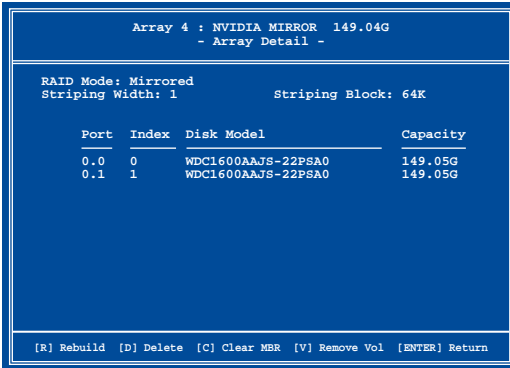 Array 4 : NVIDIA MIRROR 149.04G
- Array Detail -
RAID Mode: Mirrored
Striping Width: 1 Striping Block: 64K
Port Index Disk Model Capacity
0.0 0 WDC1600AAJS-22PSA0 149.05G
0.1 1 WDC1600AAJS-22PSA0 149.05G
[R] Rebuild [D] Delete [C] Clear MBR [V] Remove Vol [ENTER] Return